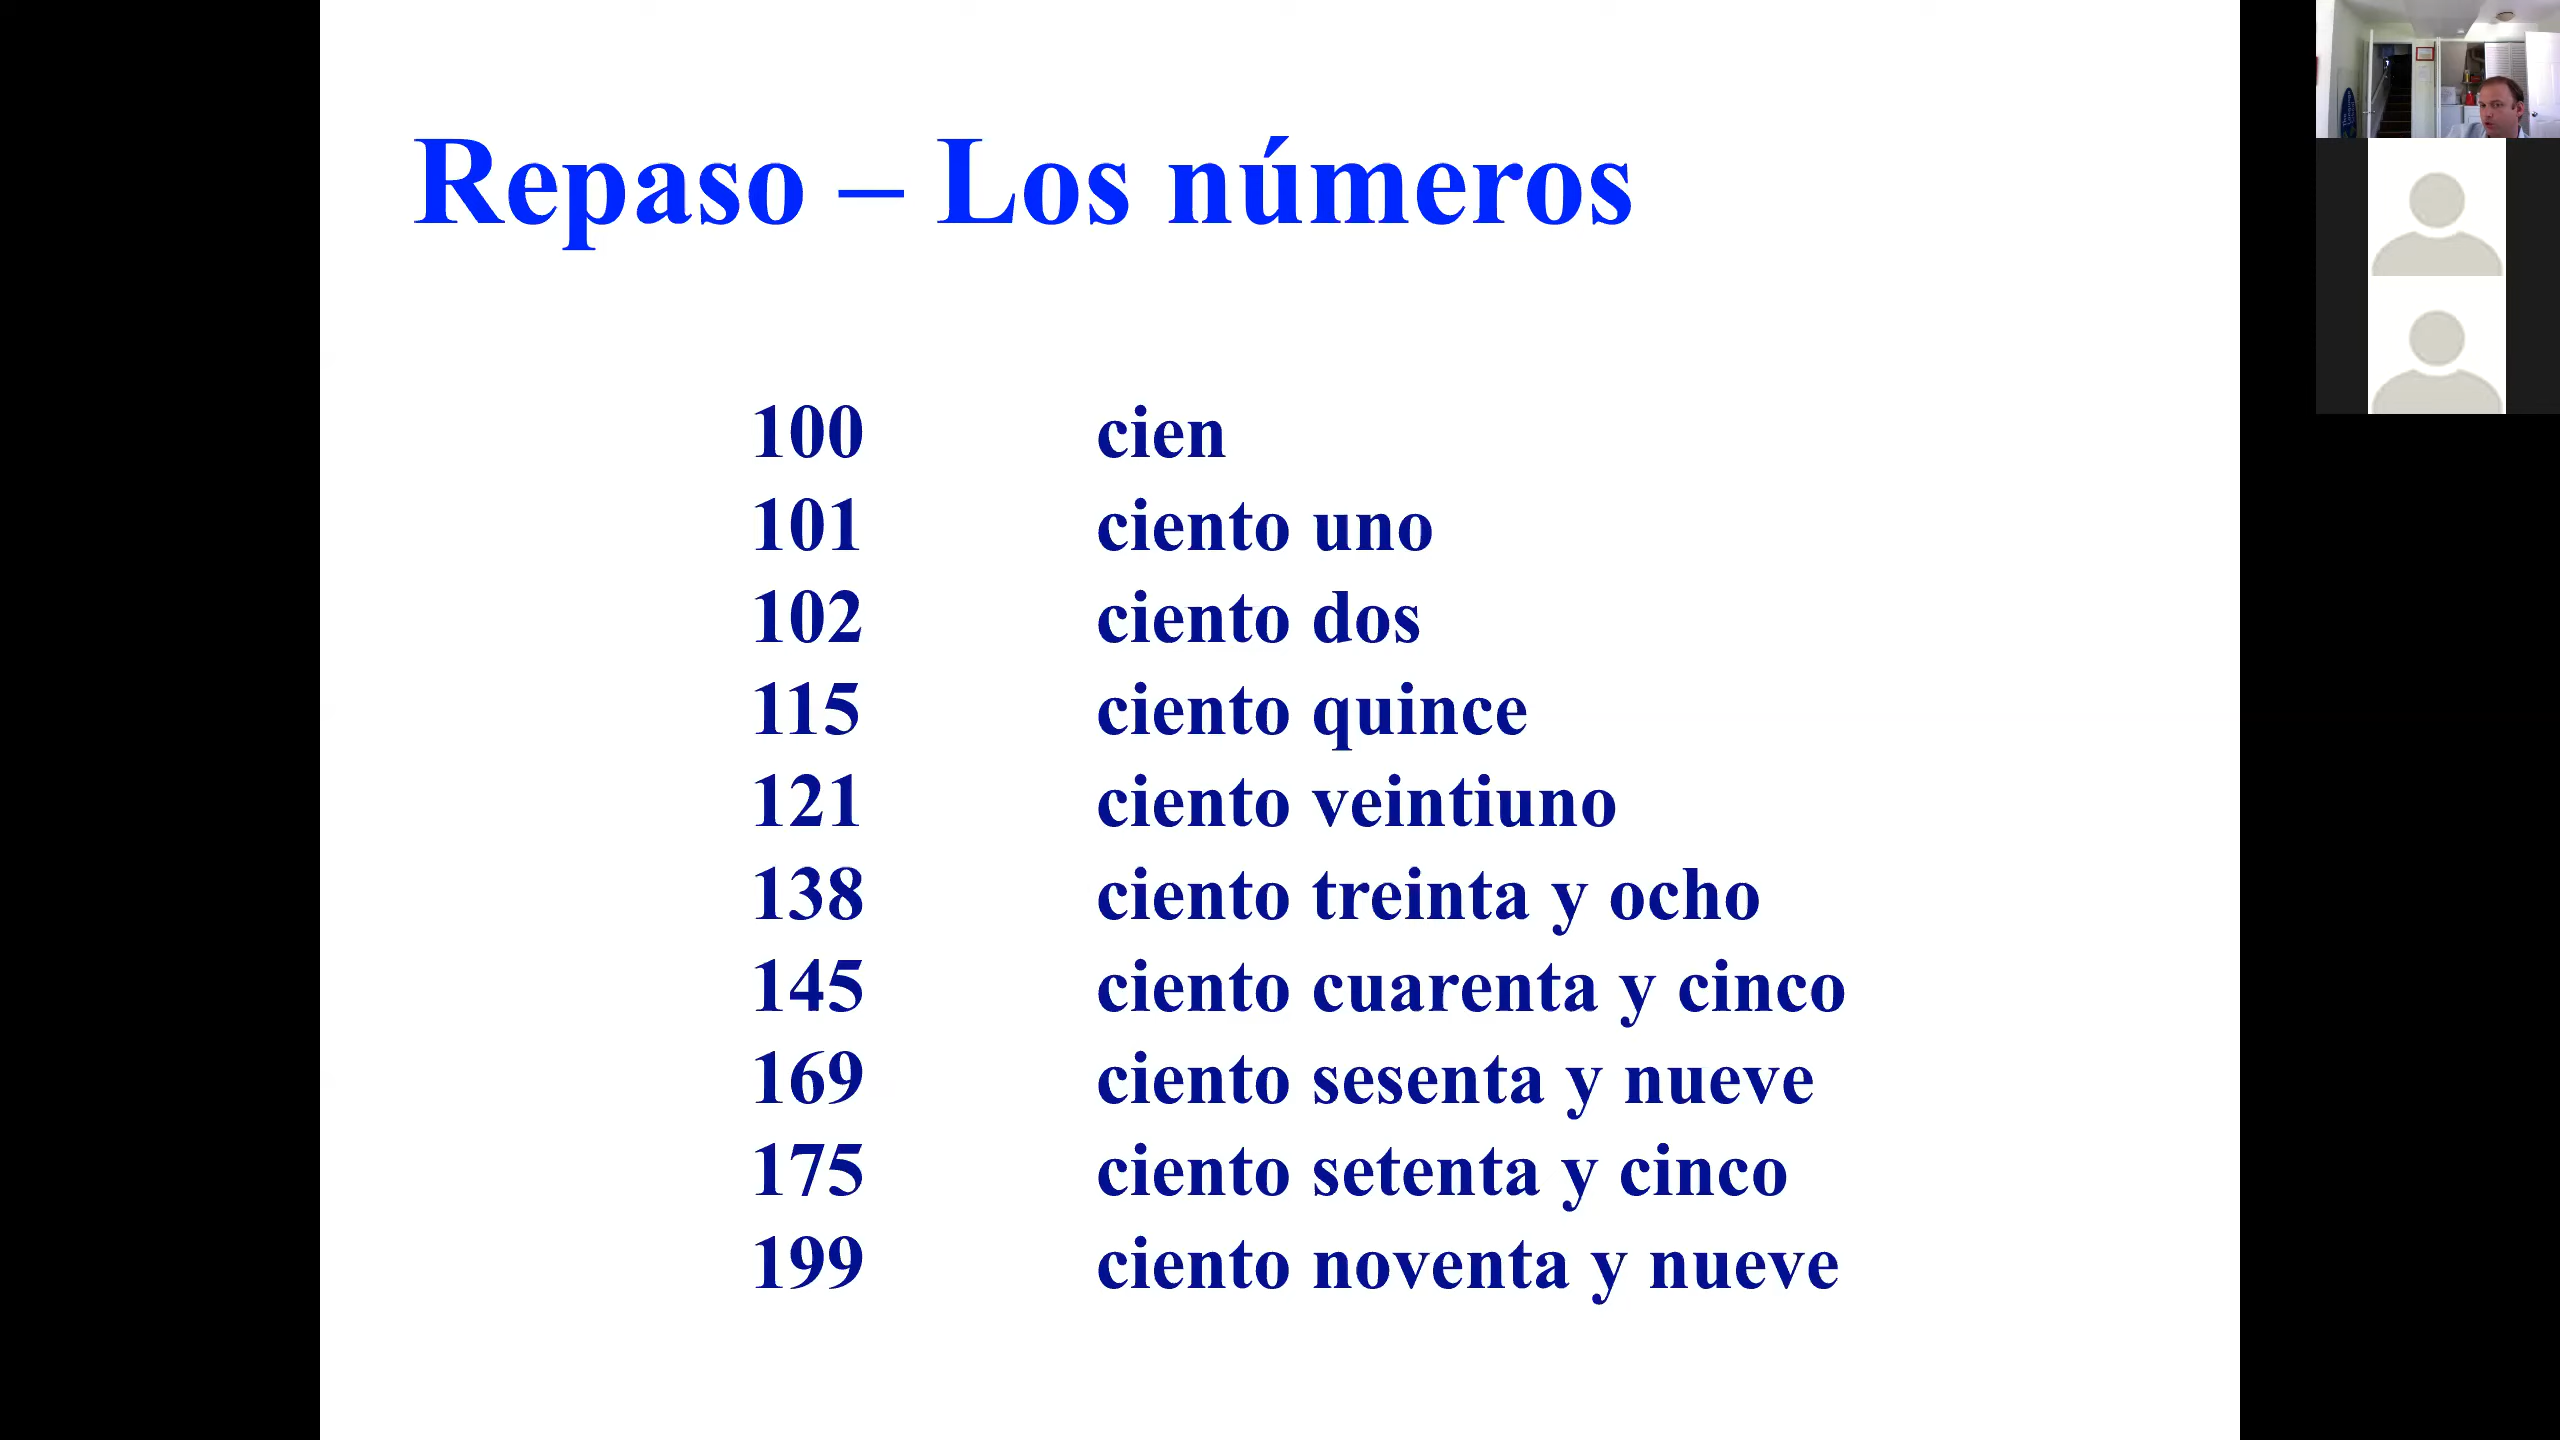 Repaso – Los números
100 cien
101 ciento uno
102 ciento dos
115 ciento quince
121 ciento veintiuno
138 ciento treinta y ocho
145 ciento cuarenta y cinco
169 ciento sesenta y nueve
175 ciento setenta y cinco
199 ciento noventa y nueve